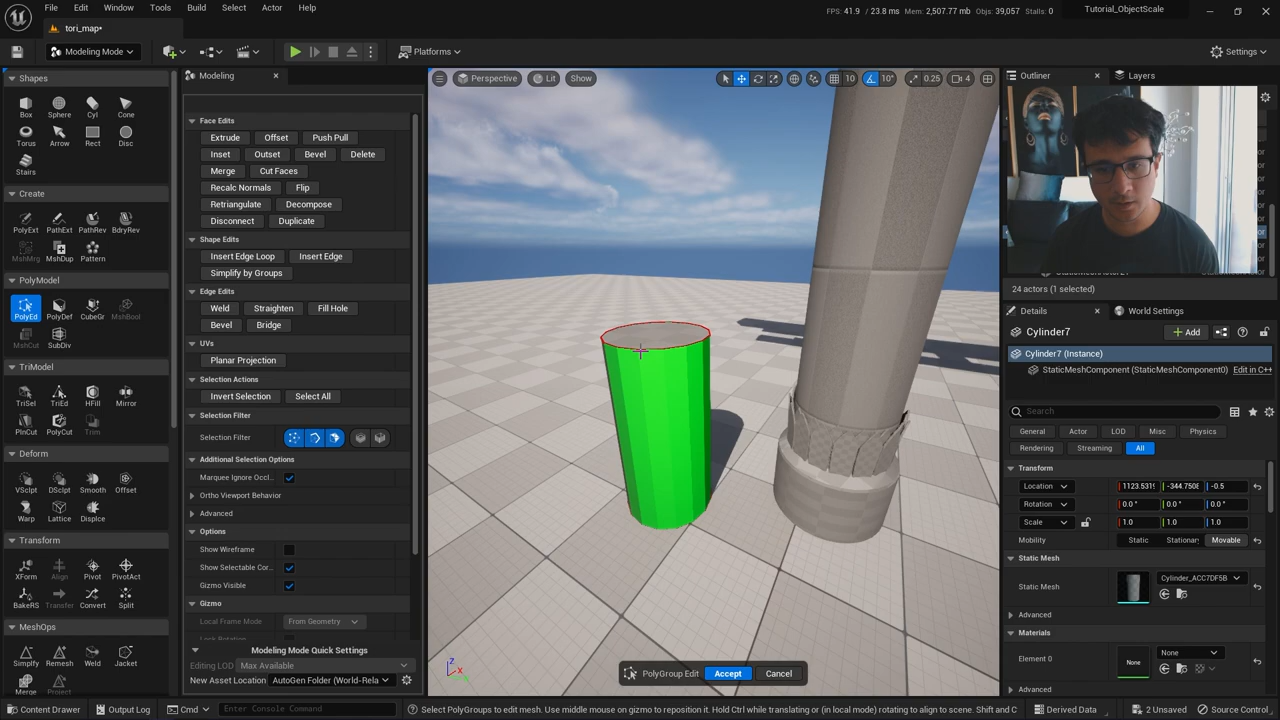 File Edit Window Tools Build Select Actor Help
FPS: 41.9 / 23.8 ms Mem: 2,507.77 mb Objs: 39,057 Stalls: 0
Tutorial_ObjectScale
tori_map•
Modeling Mode
Platforms
Settings
Shapes
Box Sphere Cyl Cone
Torus Arrow Rect Disc
Stairs
Create
PolyExt PathExt PathRev BdryRev
MshMrg MshDup Pattern
PolyModel
PolyEd PolyDef CubeGr MshBool
MshCut SubDiv
TriModel
TriSel TriEd HFill Mirror
PlnCut PolyCut Trim
Deform
VSclpt DSclpt Smooth Offset
Warp Lattice Displce
Transform
XForm Align Pivot PivotAct
BakeRS Transfer Convert Split
MeshOps
Simplfy Remesh Weld Jacket
Merge Project
Modeling
Face Edits
Extrude Offset Push Pull
Inset Outset Bevel Delete
Merge Cut Faces
Recalc Normals Flip
Retriangulate Decompose
Disconnect Duplicate
Shape Edits
Insert Edge Loop Insert Edge
Simplify by Groups
Edge Edits
Weld Straighten Fill Hole
Bevel Bridge
UVs
Planar Projection
Selection Actions
Invert Selection Select All
Selection Filter
Selection Filter
Additional Selection Options
Marquee Ignore Occl...
Ortho Viewport Behavior
Advanced
Options
Show Wireframe
Show Selectable Cor...
Gizmo Visible
Gizmo
Local Frame Mode From Geometry
Lock Rotation
Modeling Mode Quick Settings
Editing LOD Max Available
New Asset Location AutoGen Folder (World-Rela
Perspective Lit Show
10 10° 0.25 4
PolyGroup Edit Accept Cancel
Outliner Layers
24 actors (1 selected)
Details World Settings
Cylinder7
Add
Cylinder7 (Instance)
StaticMeshComponent (StaticMeshComponent0) Edit in C++
Search
General Actor LOD Misc Physics
Rendering Streaming All
Transform
Location 1123.5315 -344.7508 -0.5
Rotation 0.0 ° 0.0 ° 0.0 °
Scale 1.0 1.0 1.0
Mobility Static Stationary Movable
Static Mesh
Static Mesh Cylinder_ACC7DF5B
Advanced
Materials
Element 0 None None
Advanced
Content Drawer Output Log Cmd Enter Console Command
Select PolyGroups to edit mesh. Use middle mouse on gizmo to reposition it. Hold Ctrl while translating or (in local mode) rotating to align to scene. Shift and C
Derived Data 2 Unsaved Source Control